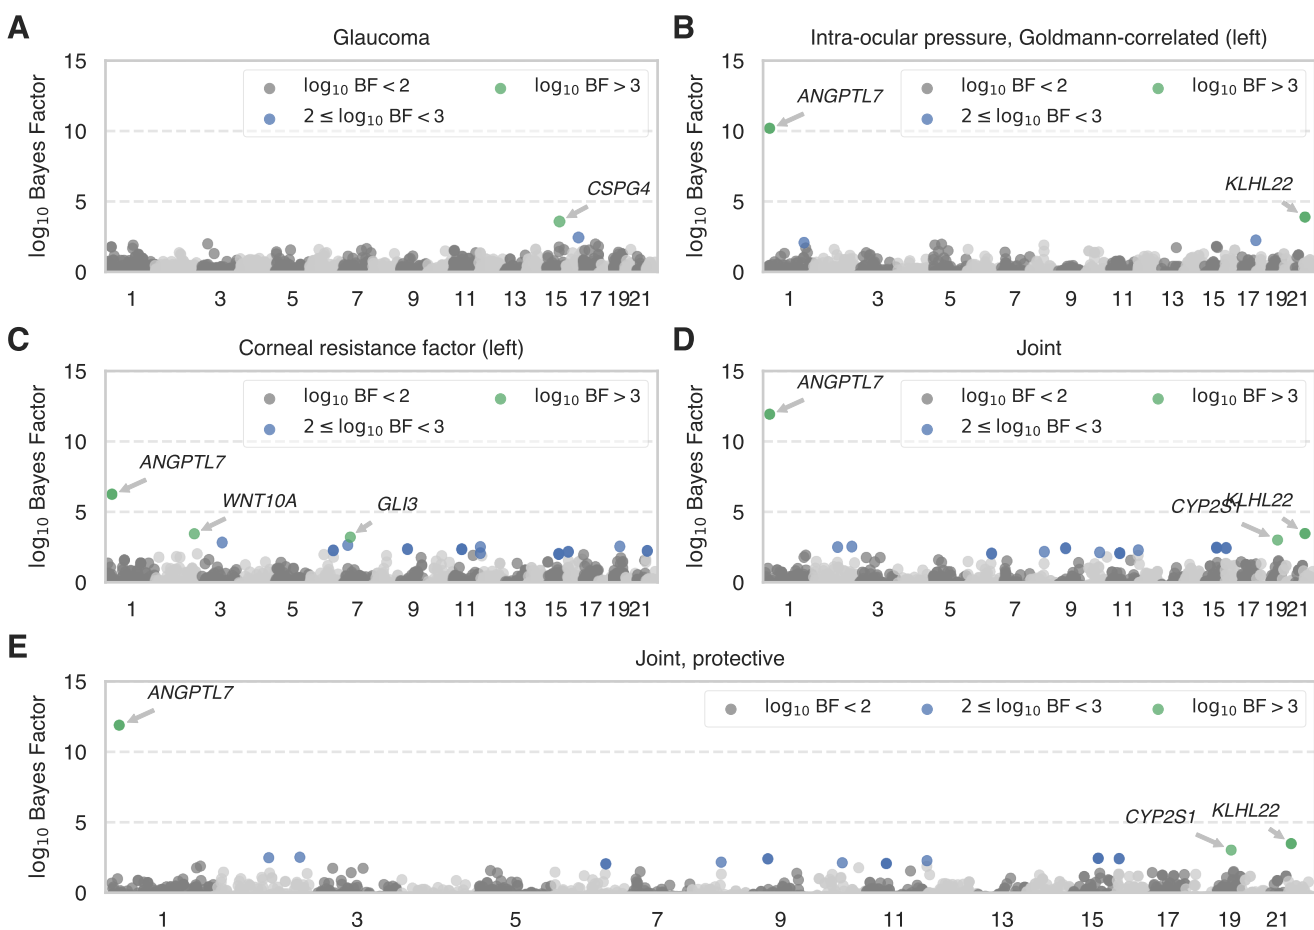 A
Glaucoma
log₁₀ Bayes Factor
15
10
5
0
log₁₀ BF < 2
log₁₀ BF > 3
2 ≤ log₁₀ BF < 3
CSPG4
1 3 5 7 9 11 13 15 17 19 21
B
Intra-ocular pressure, Goldmann-correlated (left)
log₁₀ Bayes Factor
15
10
5
0
log₁₀ BF < 2
log₁₀ BF > 3
2 ≤ log₁₀ BF < 3
ANGPTL7
KLHL22
1 3 5 7 9 11 13 15 17 19 21
C
Corneal resistance factor (left)
log₁₀ Bayes Factor
15
10
5
0
log₁₀ BF < 2
log₁₀ BF > 3
2 ≤ log₁₀ BF < 3
ANGPTL7
WNT10A
GLI3
1 3 5 7 9 11 13 15 17 19 21
D
Joint
log₁₀ Bayes Factor
15
10
5
0
ANGPTL7
log₁₀ BF < 2
log₁₀ BF > 3
2 ≤ log₁₀ BF < 3
CYP2S1
KLHL22
1 3 5 7 9 11 13 15 17 19 21
E
Joint, protective
log₁₀ Bayes Factor
15
10
5
0
ANGPTL7
log₁₀ BF < 2
2 ≤ log₁₀ BF < 3
log₁₀ BF > 3
CYP2S1
KLHL22
1 3 5 7 9 11 13 15 17 19 21